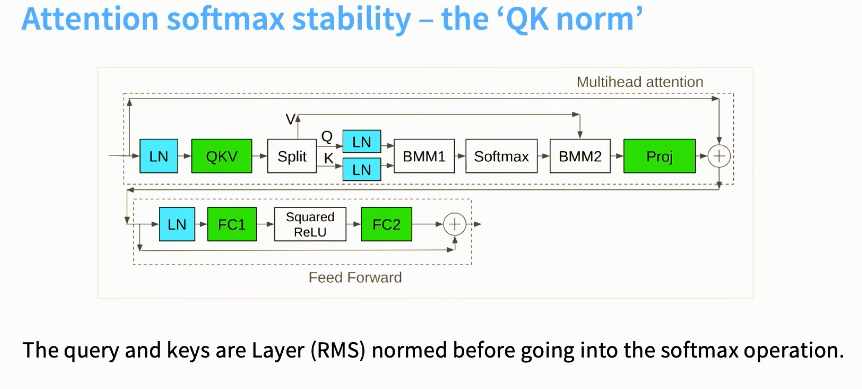 Attention softmax stability – the ‘QK norm’
Multihead attention
V
Q
K
LN
QKV
Split
LN
LN
BMM1
Softmax
BMM2
Proj
LN
FC1
Squared
ReLU
FC2
Feed Forward
The query and keys are Layer (RMS) normed before going into the softmax operation.